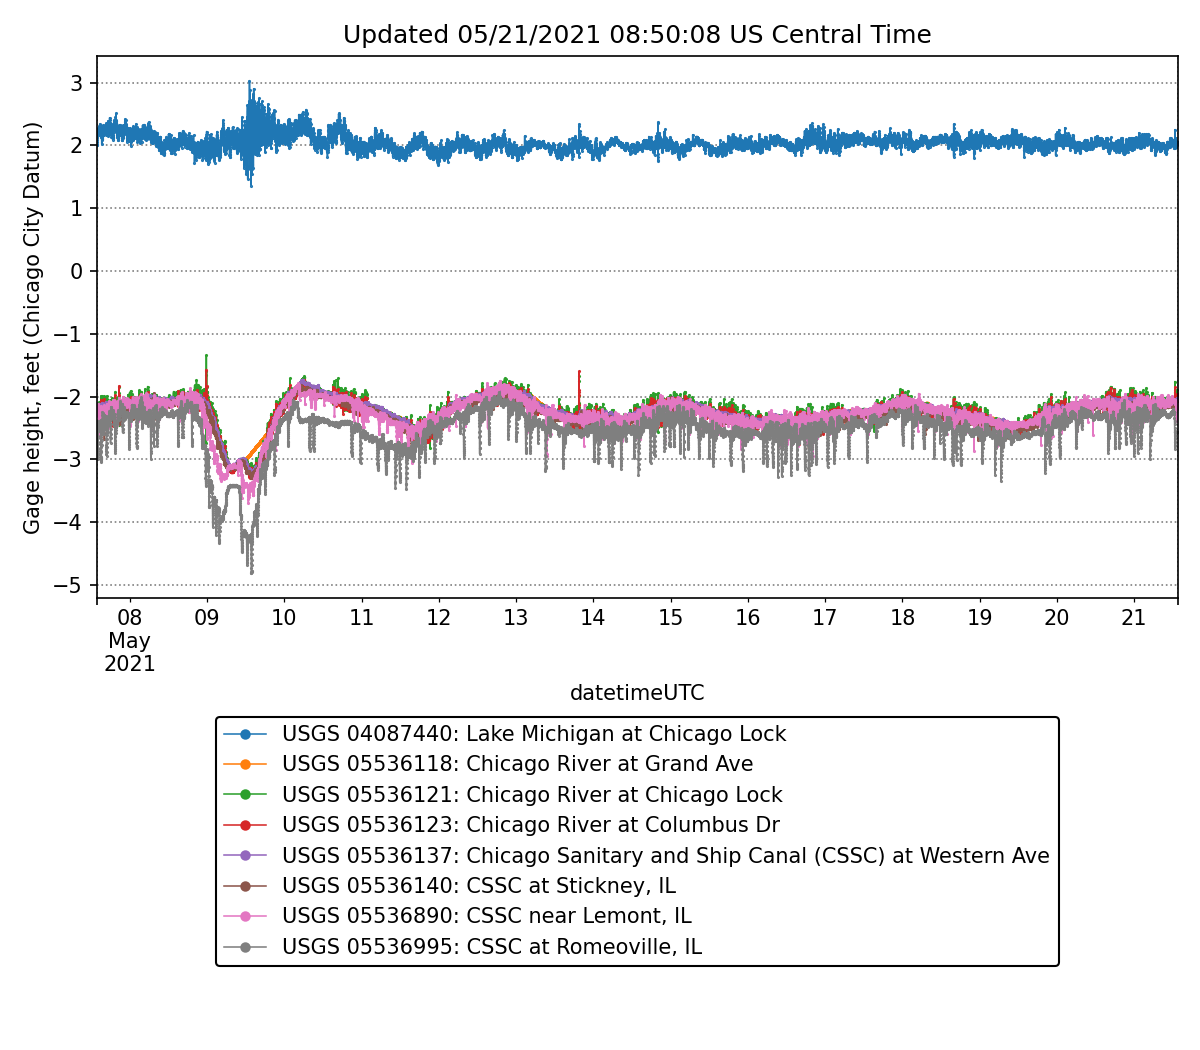 Updated 05/21/2021 08:50:08 US Central Time
Gage height, feet (Chicago City Datum)
3
2
1
0
−1
−2
−3
−4
−5
08 09 10 11 12 13 14 15 16 17 18 19 20 21
May
2021
datetimeUTC
USGS 04087440: Lake Michigan at Chicago Lock
USGS 05536118: Chicago River at Grand Ave
USGS 05536121: Chicago River at Chicago Lock
USGS 05536123: Chicago River at Columbus Dr
USGS 05536137: Chicago Sanitary and Ship Canal (CSSC) at Western Ave
USGS 05536140: CSSC at Stickney, IL
USGS 05536890: CSSC near Lemont, IL
USGS 05536995: CSSC at Romeoville, IL